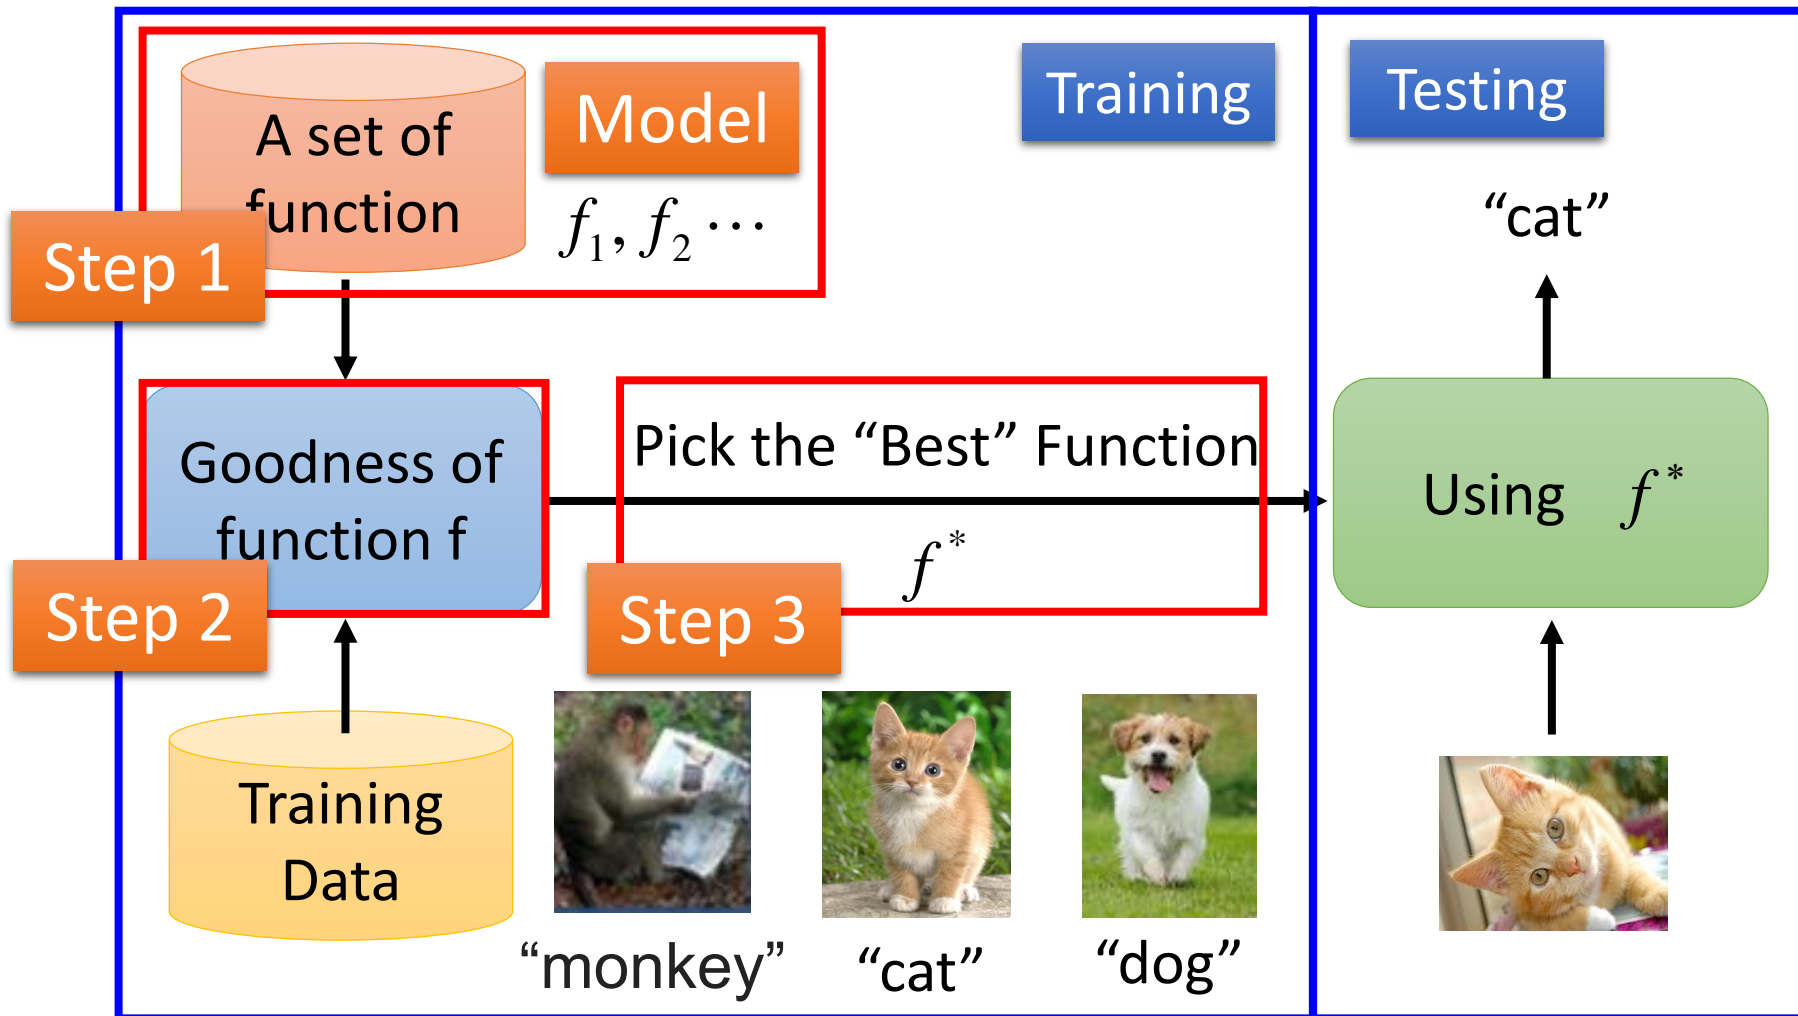 A set of
function
Model
f₁, f₂ ⋯
Step 1
Training
Testing
“cat”
Goodness of
function f
Step 2
Pick the “Best” Function
f*
Step 3
Using f*
Training
Data
“monkey”
“cat”
“dog”